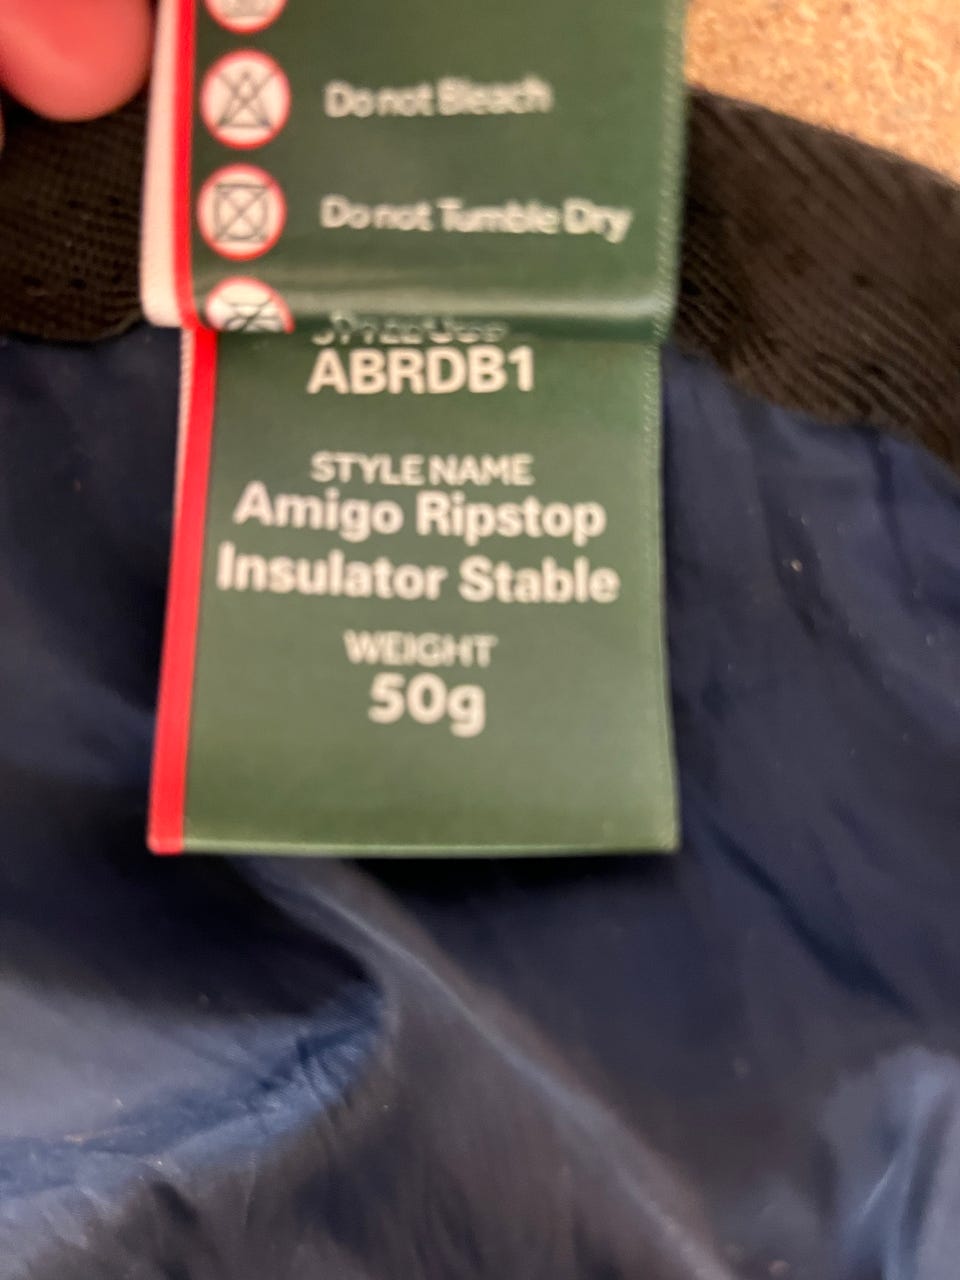 Do not Bleach
Do not Tumble Dry
ABRDB1
STYLE NAME
Amigo Ripstop
Insulator Stable
WEIGHT
50g